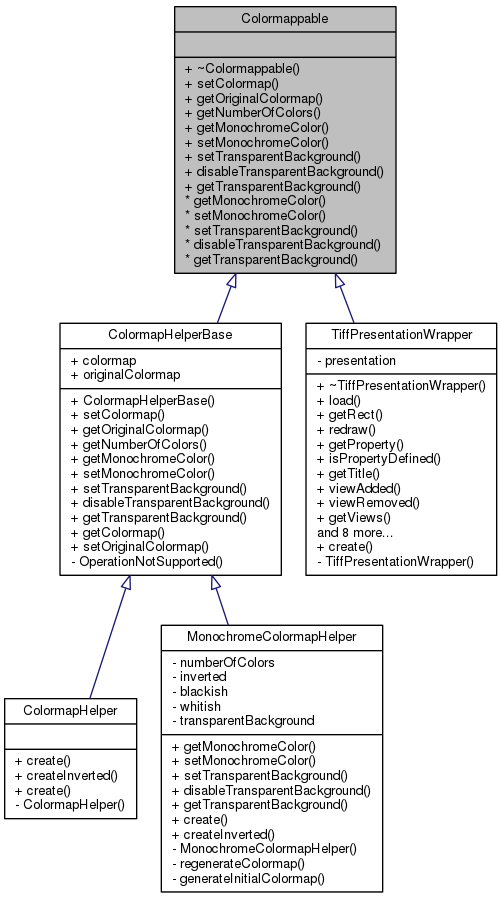 Colormappable
+ ~Colormappable()
+ setColormap()
+ getOriginalColormap()
+ getNumberOfColors()
+ getMonochromeColor()
+ setMonochromeColor()
+ setTransparentBackground()
+ disableTransparentBackground()
+ getTransparentBackground()
* getMonochromeColor()
* setMonochromeColor()
* setTransparentBackground()
* disableTransparentBackground()
* getTransparentBackground()
ColormapHelperBase
+ colormap
+ originalColormap
+ ColormapHelperBase()
+ setColormap()
+ getOriginalColormap()
+ getNumberOfColors()
+ getMonochromeColor()
+ setMonochromeColor()
+ setTransparentBackground()
+ disableTransparentBackground()
+ getTransparentBackground()
+ getColormap()
+ setOriginalColormap()
- OperationNotSupported()
TiffPresentationWrapper
- presentation
+ ~TiffPresentationWrapper()
+ load()
+ getRect()
+ redraw()
+ getProperty()
+ isPropertyDefined()
+ getTitle()
+ viewAdded()
+ viewRemoved()
+ getViews()
and 8 more...
+ create()
- TiffPresentationWrapper()
ColormapHelper
+ create()
+ createInverted()
+ create()
- ColormapHelper()
MonochromeColormapHelper
- numberOfColors
- inverted
- blackish
- whitish
- transparentBackground
+ getMonochromeColor()
+ setMonochromeColor()
+ setTransparentBackground()
+ disableTransparentBackground()
+ getTransparentBackground()
+ create()
+ createInverted()
- MonochromeColormapHelper()
- regenerateColormap()
- generateInitialColormap()